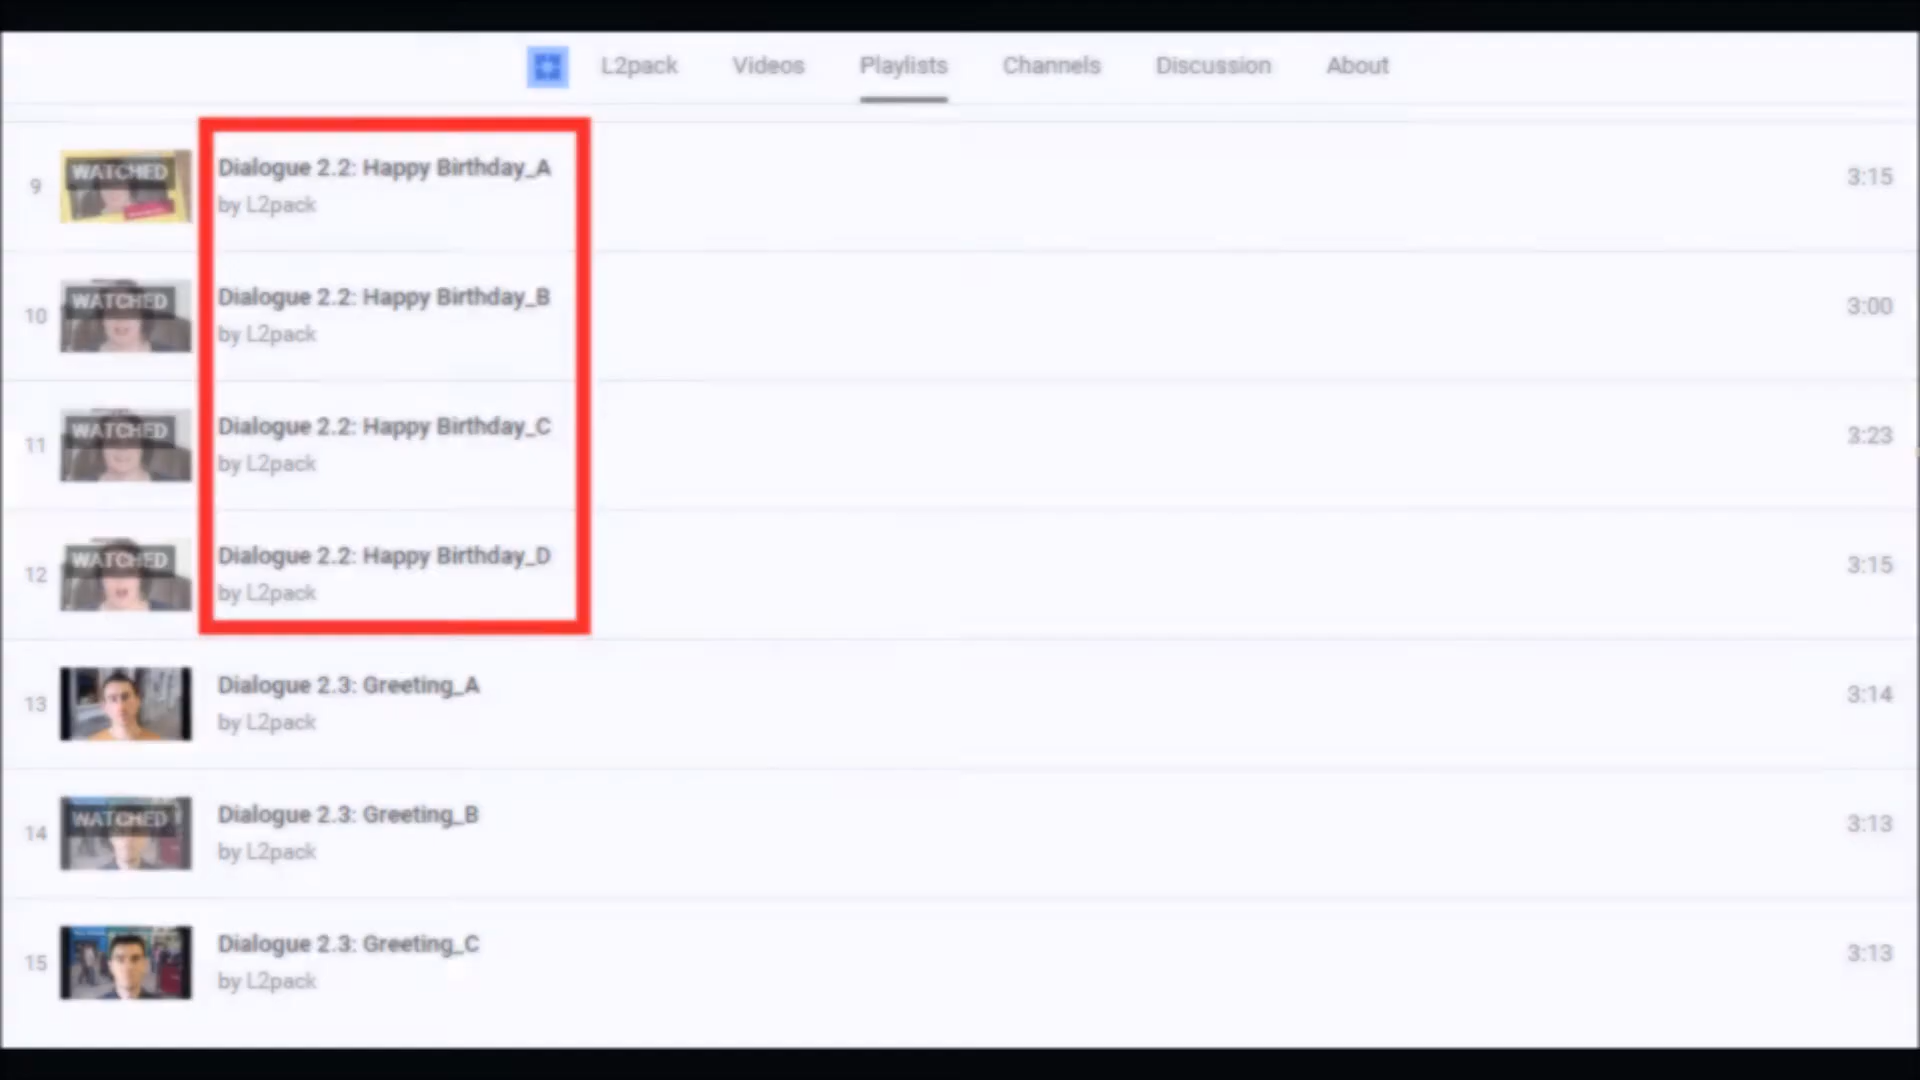 L2pack Videos Playlists Channels Discussion About
9 WATCHED Dialogue 2.2: Happy Birthday_A 3:15
by L2pack
10 WATCHED Dialogue 2.2: Happy Birthday_B 3:00
by L2pack
11 WATCHED Dialogue 2.2: Happy Birthday_C 3:23
by L2pack
12 WATCHED Dialogue 2.2: Happy Birthday_D 3:15
by L2pack
13 Dialogue 2.3: Greeting_A 3:14
by L2pack
14 WATCHED Dialogue 2.3: Greeting_B 3:13
by L2pack
15 Dialogue 2.3: Greeting_C 3:13
by L2pack